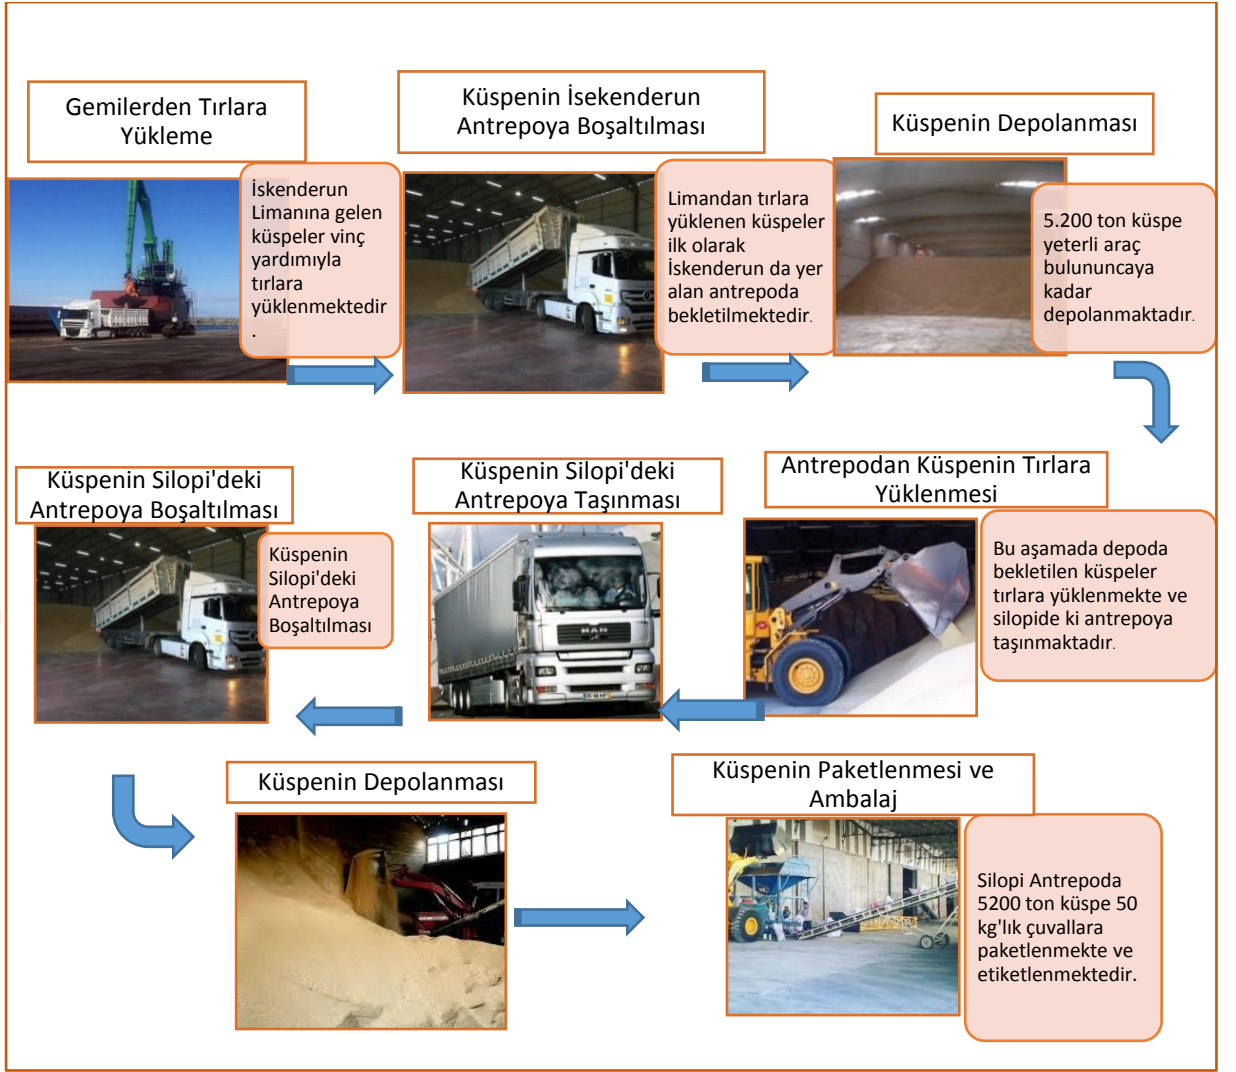 Gemilerden Tırlara
Yükleme
İskenderun
Limanına gelen
küspeler vinç
yardımıyla
tırlara
yüklenmektedir
.
Küspenin İsekenderun
Antrepoya Boşaltılması
Limandan tırlara
yüklenen küspeler
ilk olarak
İskenderun da yer
alan antrepoda
bekletilmektedir.
Küspenin Depolanması
5.200 ton küspe
yeterli araç
bulununcaya
kadar
depolanmaktadır.
Antrepodan Küspenin Tırlara
Yüklenmesi
Bu aşamada depoda
bekletilen küspeler
tırlara yüklenmekte ve
silopide ki antrepoya
taşınmaktadır.
Küspenin Silopi'deki
Antrepoya Taşınması
MAN
Küspenin Silopi'deki
Antrepoya Boşaltılması
Küspenin
Silopi'deki
Antrepoya
Boşaltılması
Küspenin Depolanması
Küspenin Paketlenmesi ve
Ambalaj
Silopi Antrepoda
5200 ton küspe 50
kg'lık çuvallara
paketlenmekte ve
etiketlenmektedir.